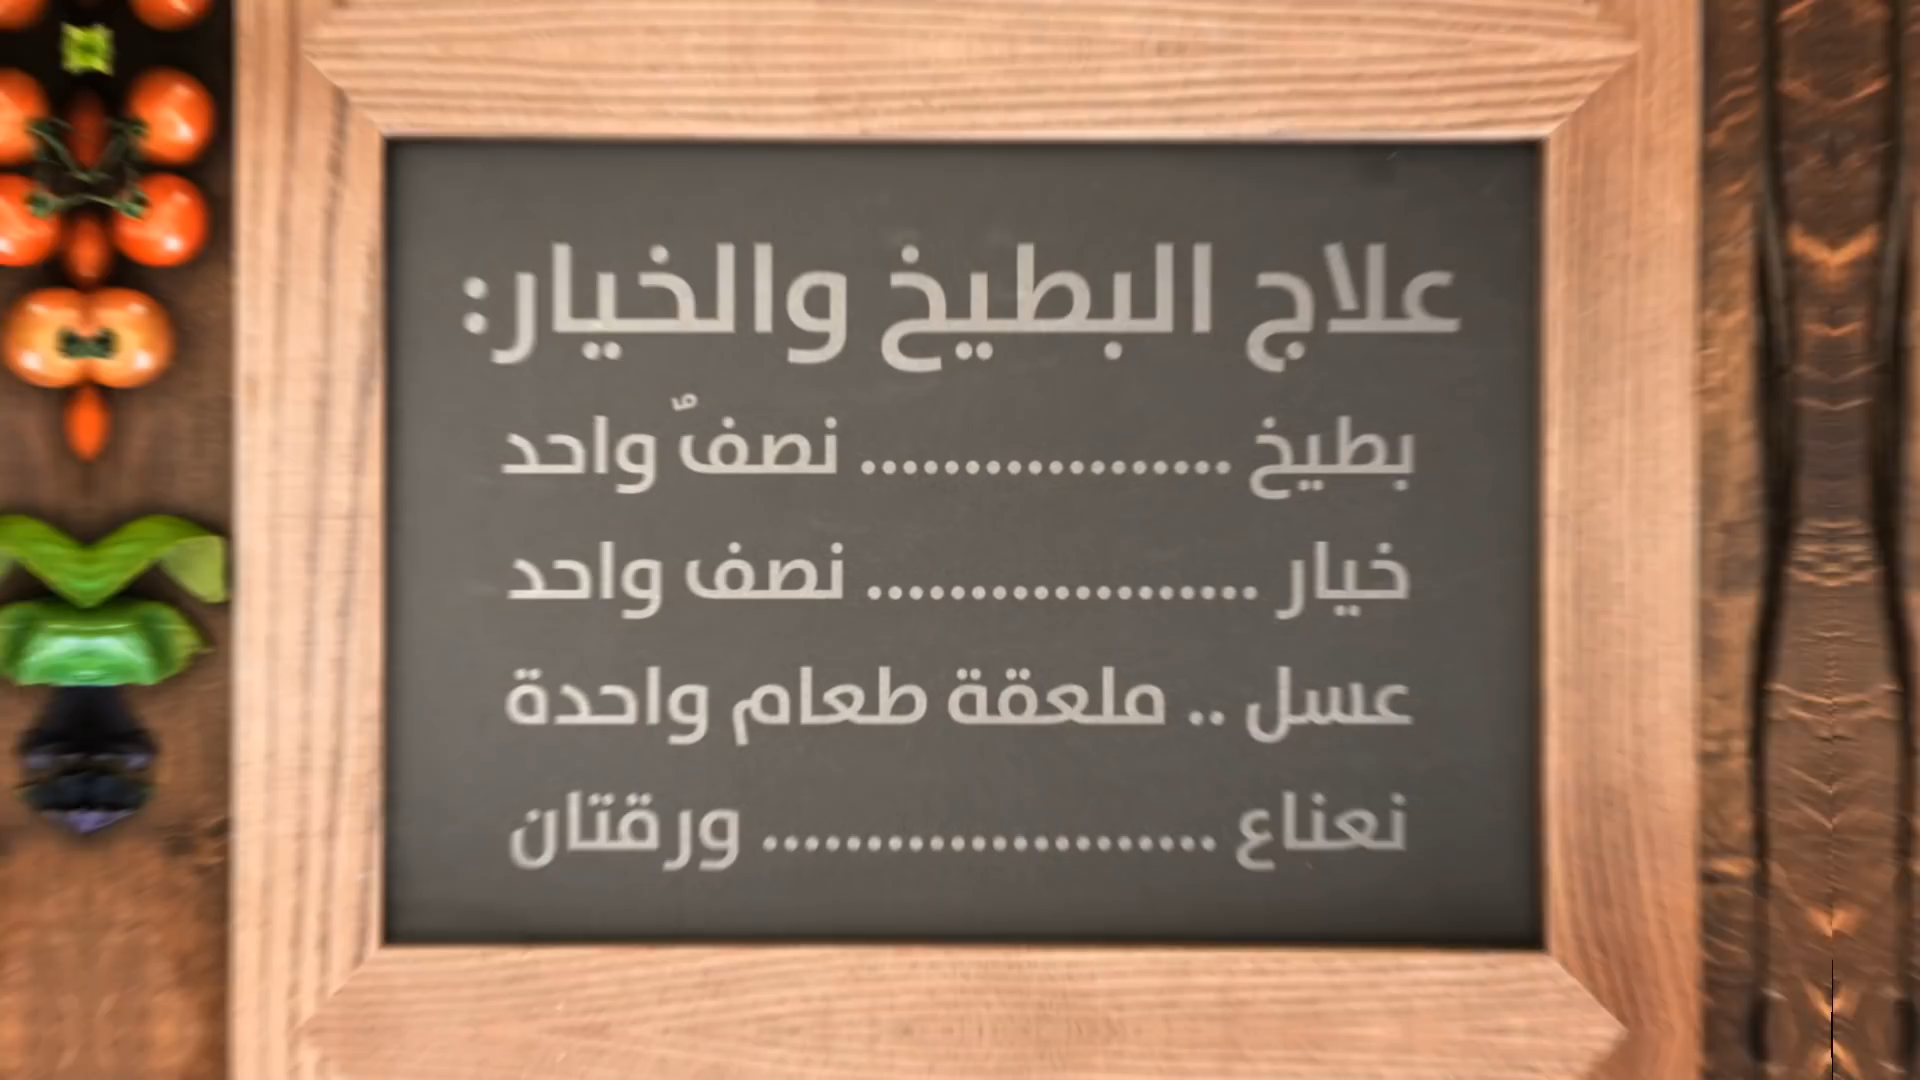 علاج البطيخ والخيار:
بطيخ .................. نصفٌ واحد
خيار ................... نصف واحد
عسل .. ملعقة طعام واحدة
نعناع ...................... ورقتان